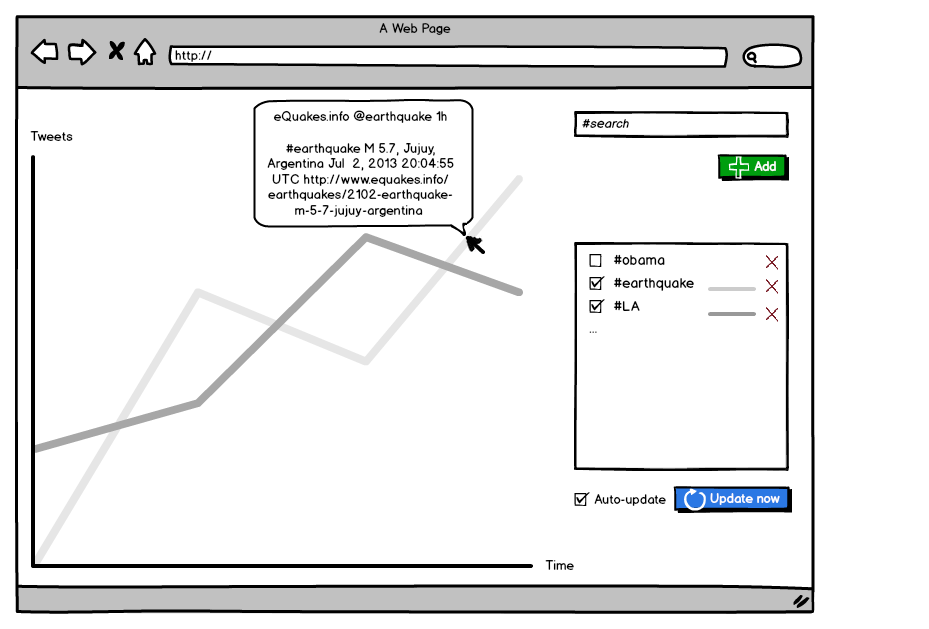 A Web Page
http://
eQuakes.info @earthquake 1h
#earthquake M 5.7, Jujuy,
Argentina Jul  2, 2013 20:04:55
UTC http://www.equakes.info/
earthquakes/2102-earthquake-
m-5-7-jujuy-argentina
#search
Tweets
Add
#obama
#earthquake
#LA
...
Auto-update
Update now
Time